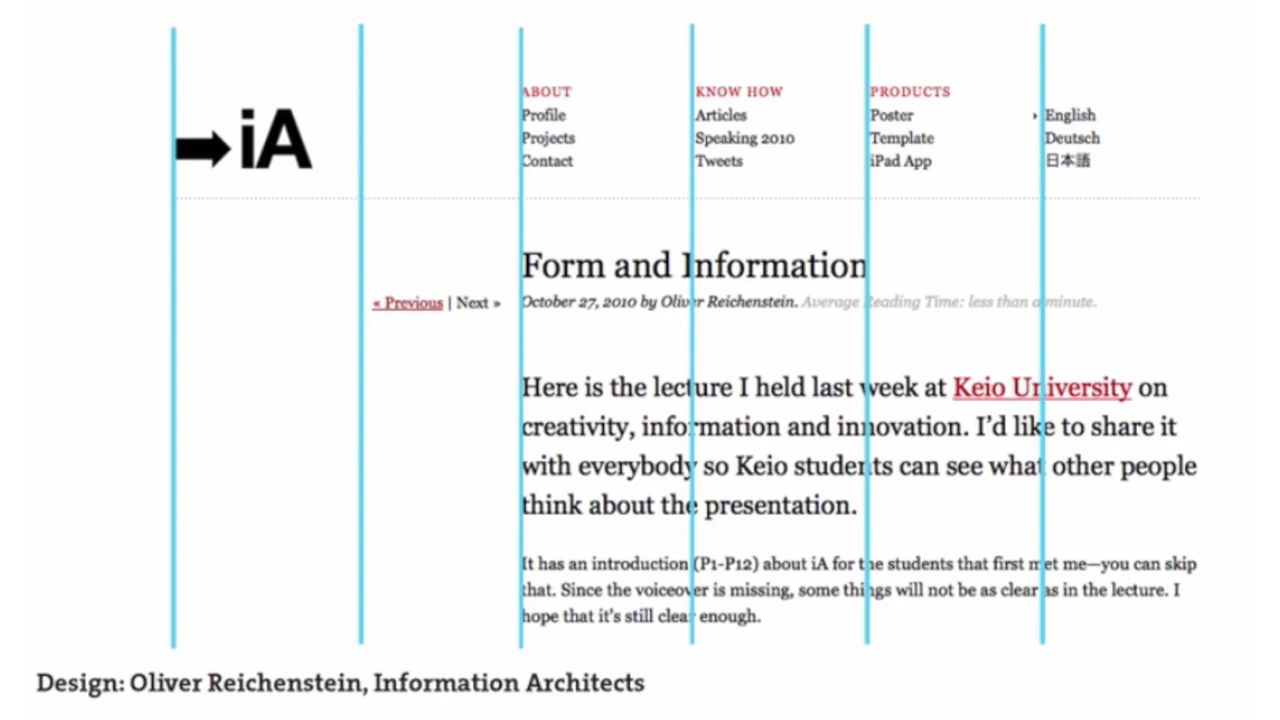 iA
ABOUT
Profile
Projects
Contact
KNOW HOW
Articles
Speaking 2010
Tweets
PRODUCTS
Poster
Template
iPad App
English
Deutsch
日本語
Form and Information
« Previous | Next »
October 27, 2010 by Oliver Reichenstein. Average Reading Time: less than a minute.
Here is the lecture I held last week at Keio University on
creativity, information and innovation. I’d like to share it
with everybody so Keio students can see what other people
think about the presentation.
It has an introduction (P1-P12) about iA for the students that first met me—you can skip
that. Since the voiceover is missing, some things will not be as clear as in the lecture. I
hope that it’s still clear enough.
Design: Oliver Reichenstein, Information Architects